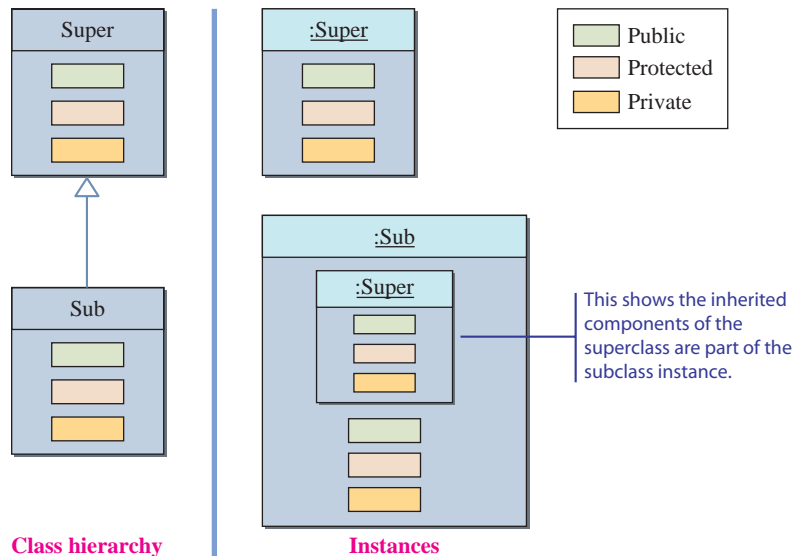 Super
:Super
Public
Protected
Private
Sub
:Sub
:Super
This shows the inherited
components of the
superclass are part of the
subclass instance.
Class hierarchy
Instances